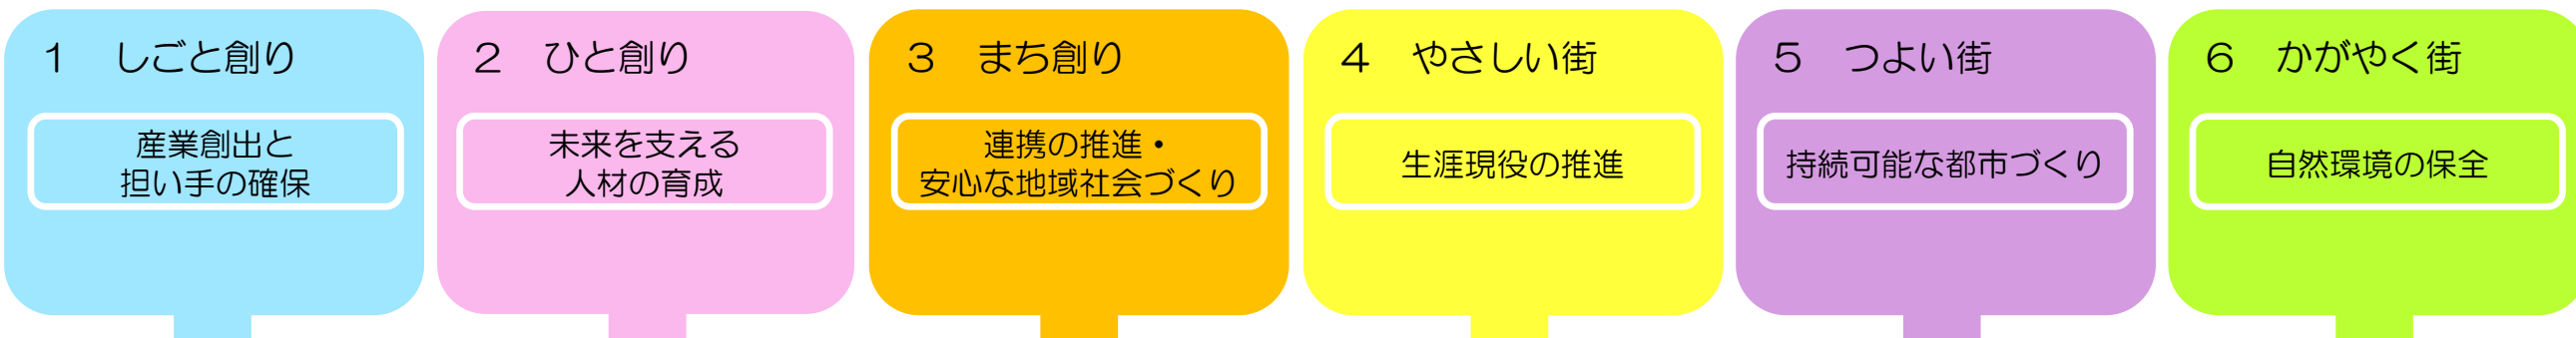 1　しごと創り
産業創出と
担い手の確保
2　ひと創り
未来を支える
人材の育成
3　まち創り
連携の推進・
安心な地域社会づくり
4　やさしい街
生涯現役の推進
5　つよい街
持続可能な都市づくり
6　かがやく街
自然環境の保全